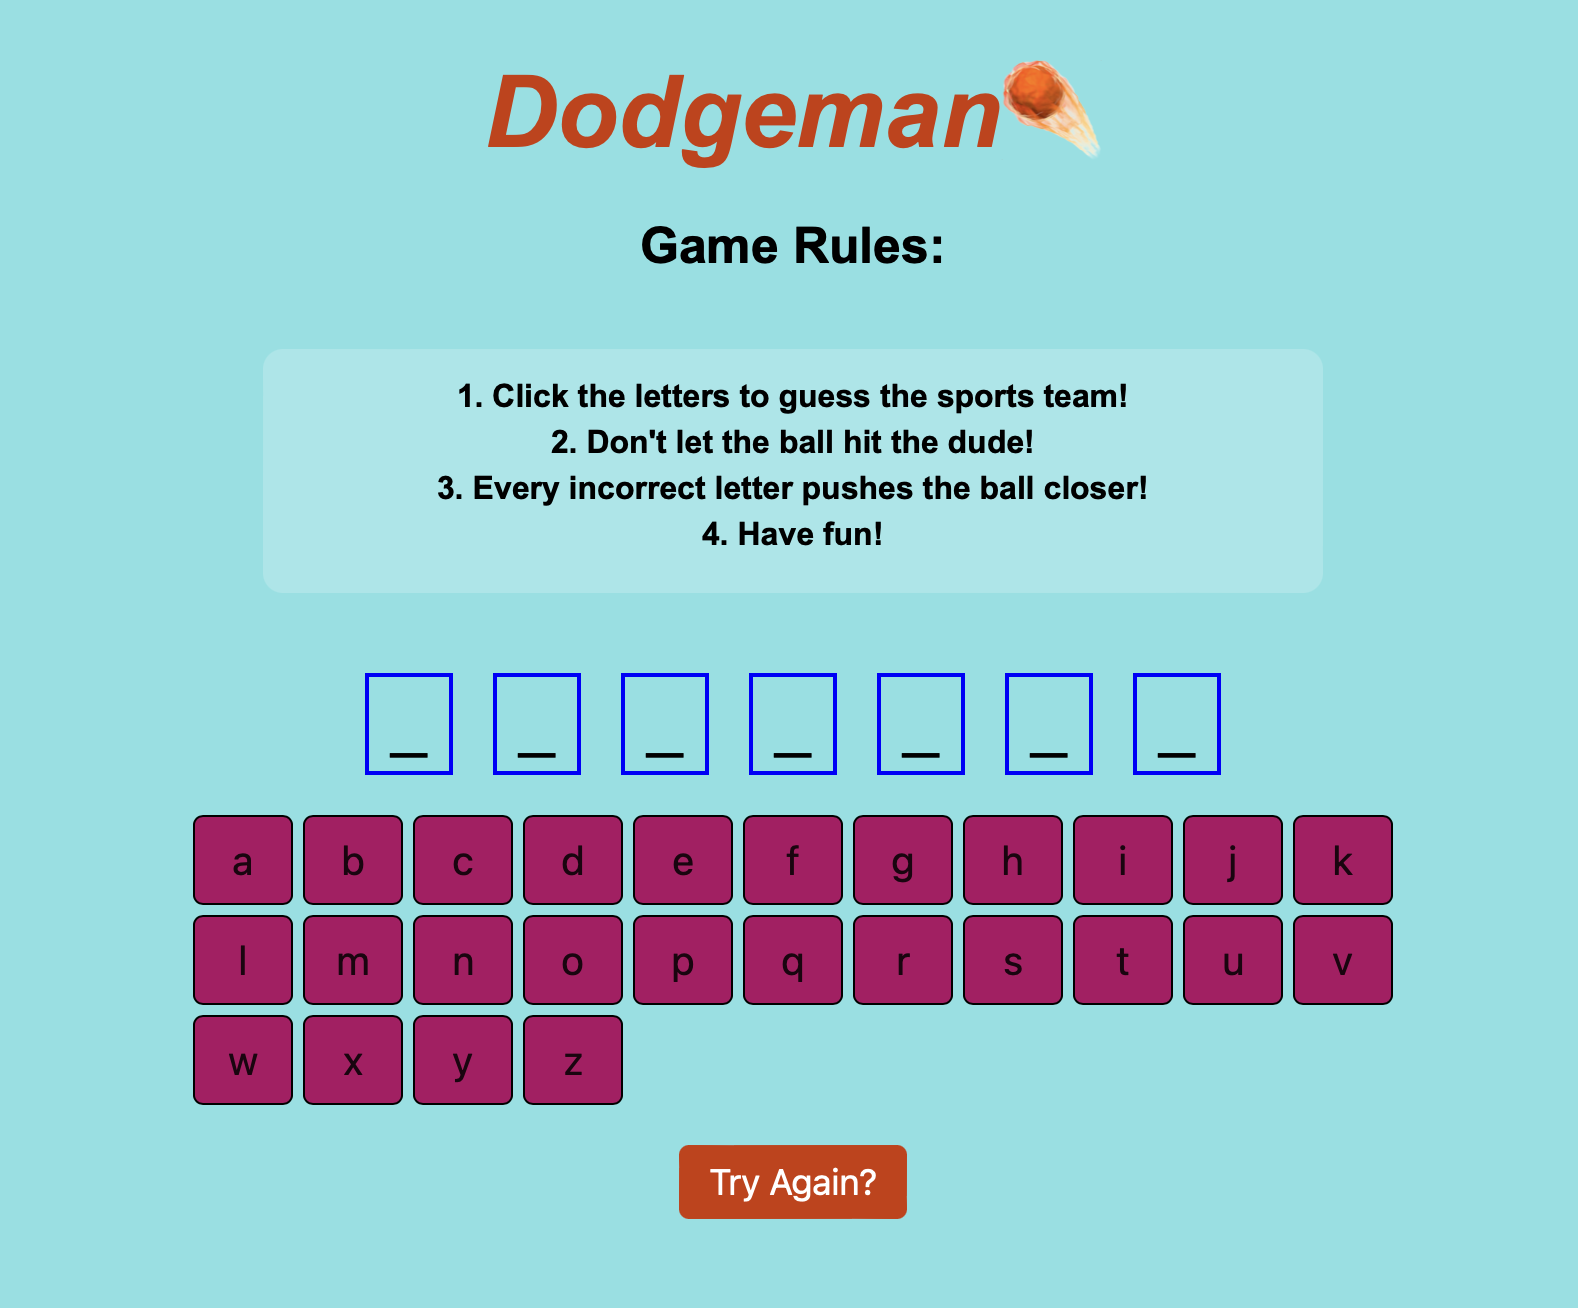 Dodgeman
Game Rules:
1. Click the letters to guess the sports team!
2. Don't let the ball hit the dude!
3. Every incorrect letter pushes the ball closer!
4. Have fun!
_ _ _ _ _ _ _
a b c d e f g h i j k
l m n o p q r s t u v
w x y z
Try Again?